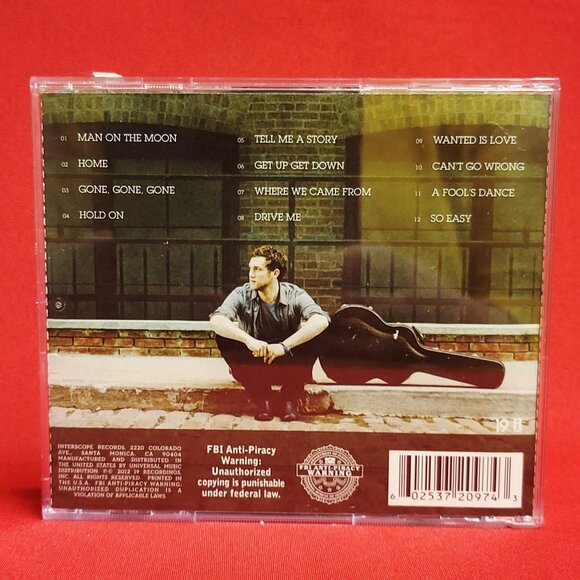 01 MAN ON THE MOON
02 HOME
03 GONE, GONE, GONE
04 HOLD ON
05 TELL ME A STORY
06 GET UP GET DOWN
07 WHERE WE CAME FROM
08 DRIVE ME
09 WANTED IS LOVE
10 CAN'T GO WRONG
11 A FOOL'S DANCE
12 SO EASY
19
INTERSCOPE RECORDS, 2220 COLORADO
AVE., SANTA MONICA, CA 90404
MANUFACTURED AND DISTRIBUTED IN
THE UNITED STATES BY UNIVERSAL MUSIC
DISTRIBUTION. ℗© 2012 19 RECORDINGS,
INC. ALL RIGHTS RESERVED. PRINTED IN
THE U.S.A. FBI ANTI-PIRACY WARNING:
UNAUTHORIZED DUPLICATION IS A
VIOLATION OF APPLICABLE LAWS.
FBI Anti-Piracy
Warning:
Unauthorized
copying is punishable
under federal law.
FBI ANTI-PIRACY
WARNING
6 02537 20974 3